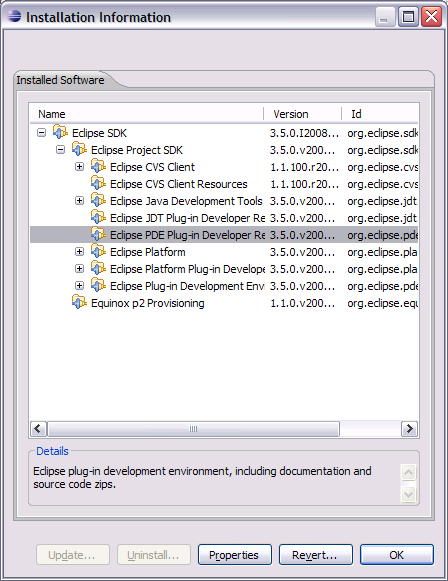 Installation Information
Installed Software
Name Version Id
Eclipse SDK 3.5.0.I2008... org.eclipse.sdk
Eclipse Project SDK 3.5.0.v200... org.eclipse.sdk
Eclipse CVS Client 1.1.100.r20... org.eclipse.cvs
Eclipse CVS Client Resources 1.1.100.r20... org.eclipse.cvs
Eclipse Java Development Tools 3.5.0.v200... org.eclipse.jdt
Eclipse JDT Plug-in Developer Re 3.5.0.v200... org.eclipse.jdt
Eclipse PDE Plug-in Developer Re 3.5.0.v200... org.eclipse.pde
Eclipse Platform 3.5.0.v200... org.eclipse.pla
Eclipse Platform Plug-in Develope 3.5.0.v200... org.eclipse.pla
Eclipse Plug-in Development Envi 3.5.0.v200... org.eclipse.pde
Equinox p2 Provisioning 1.1.0.v200... org.eclipse.equ
Details
Eclipse plug-in development environment, including documentation and
source code zips.
Update... Uninstall... Properties Revert... OK